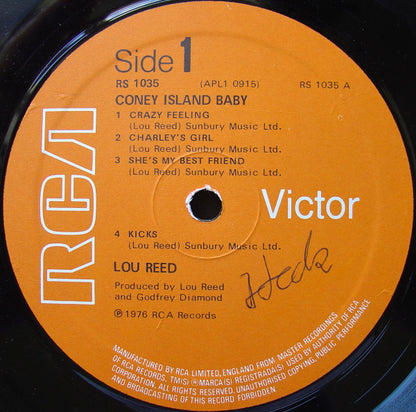 Side 1
RS 1035 (APL1 0915) RS 1035 A
CONEY ISLAND BABY
1 CRAZY FEELING
(Lou Reed) Sunbury Music Ltd.
2 CHARLEY'S GIRL
(Lou Reed) Sunbury Music Ltd.
3 SHE'S MY BEST FRIEND
(Lou Reed) Sunbury Music Ltd.
RCA
Victor
4 KICKS
(Lou Reed) Sunbury Music Ltd.
LOU REED
Produced by Lou Reed
and Godfrey Diamond
℗ 1976 RCA Records
MANUFACTURED BY RCA LIMITED, ENGLAND FROM MASTER RECORDINGS
OF RCA RECORDS, TM(S) ® MARCA(S) REGISTRADA(S) USED BY AUTHORITY OF RCA
CORP. ALL RIGHTS RESERVED. UNAUTHORISED COPYING, PUBLIC PERFORMANCE,
AND BROADCASTING OF THIS RECORD FORBIDDEN.